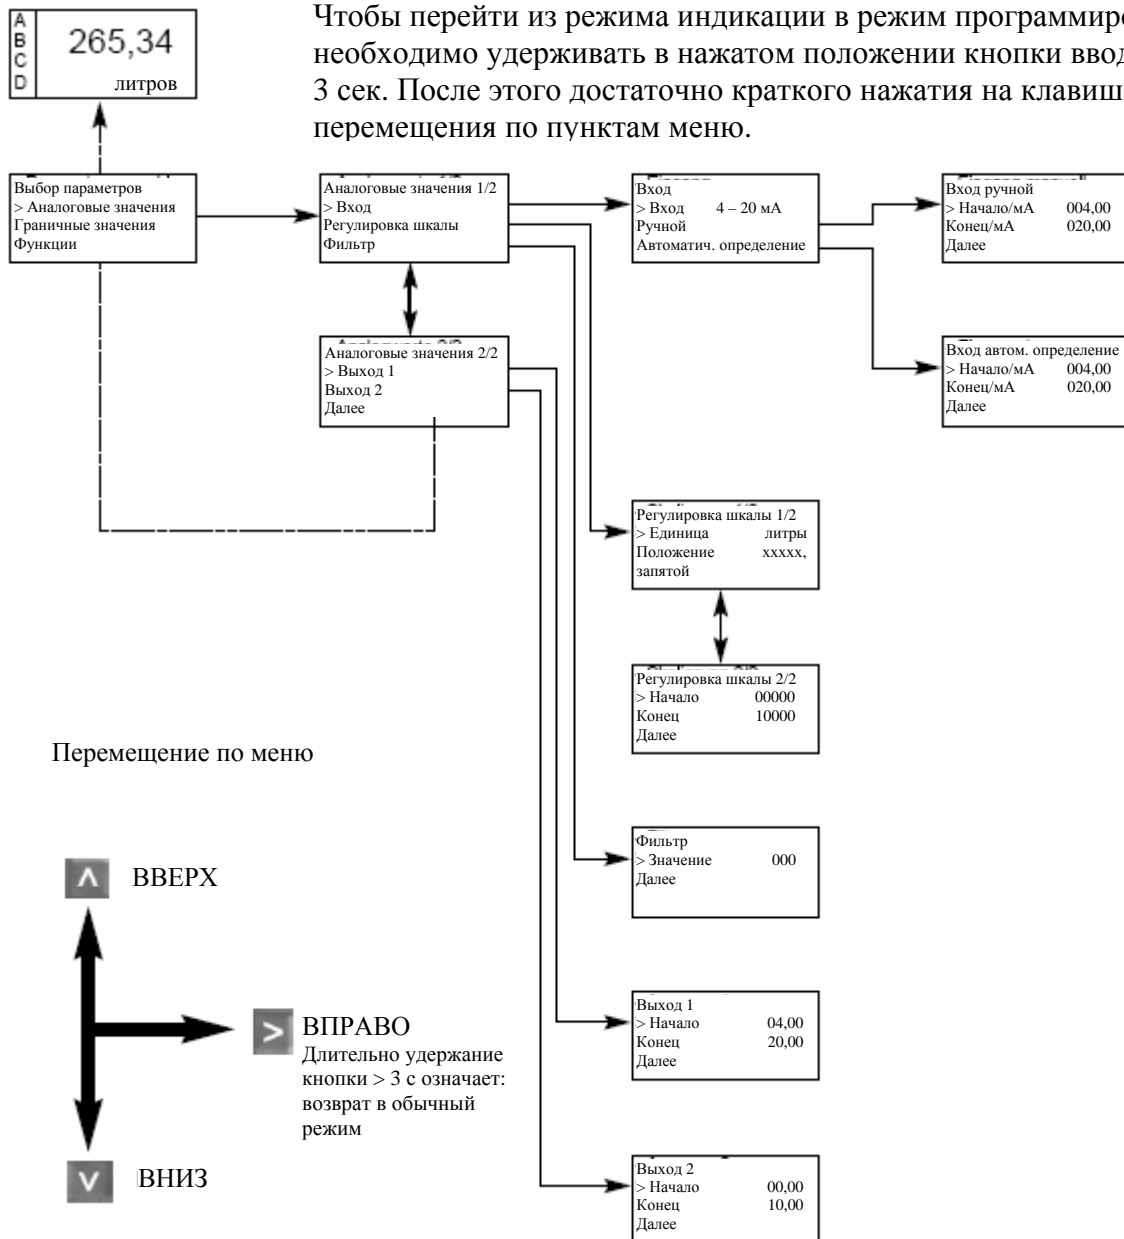 A
B
C
D
265,34
литров
Чтобы перейти из режима индикации в режим
необходимо удерживать в нажатом положении кнопки
3 сек. После этого достаточно краткого нажатия на
перемещения по пунктам меню.
Выбор параметров
> Аналоговые значения
Граничные значения
Функции
Аналоговые значения 1/2
> Вход
Регулировка шкалы
Фильтр
Вход
> Вход 4 – 20 мА
Ручной
Автоматич. определение
Вход ручной
> Начало/мА 004,00
Конец/мА 020,00
Далее
Аналоговые значения 2/2
> Выход 1
Выход 2
Далее
Вход автом. определение
> Начало/мА 004,00
Конец/мА 020,00
Далее
Регулировка шкалы 1/2
> Единица литры
Положение xxxxx,
запятой
Регулировка шкалы 2/2
> Начало 00000
Конец 10000
Далее
Перемещение по меню
Фильтр
> Значение 000
Далее
ВВЕРХ
Выход 1
> Начало 04,00
Конец 20,00
Далее
> ВПРАВО
Длительно удержание
кнопки > 3 с означает:
возврат в обычный
режим
ВНИЗ
Выход 2
> Начало 00,00
Конец 10,00
Далее